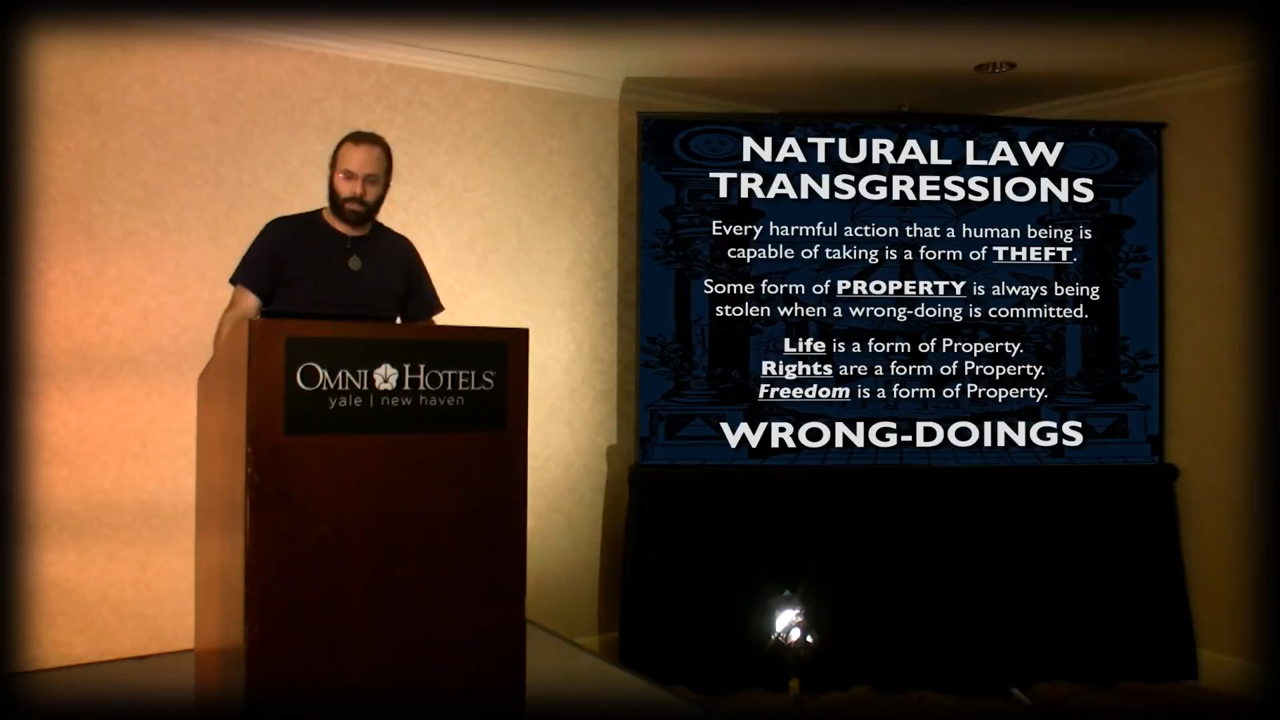 OMNI HOTELS
yale | new haven
NATURAL LAW
TRANSGRESSIONS
Every harmful action that a human being is
capable of taking is a form of THEFT.
Some form of PROPERTY is always being
stolen when a wrong-doing is committed.
Life is a form of Property.
Rights are a form of Property.
Freedom is a form of Property.
WRONG-DOINGS